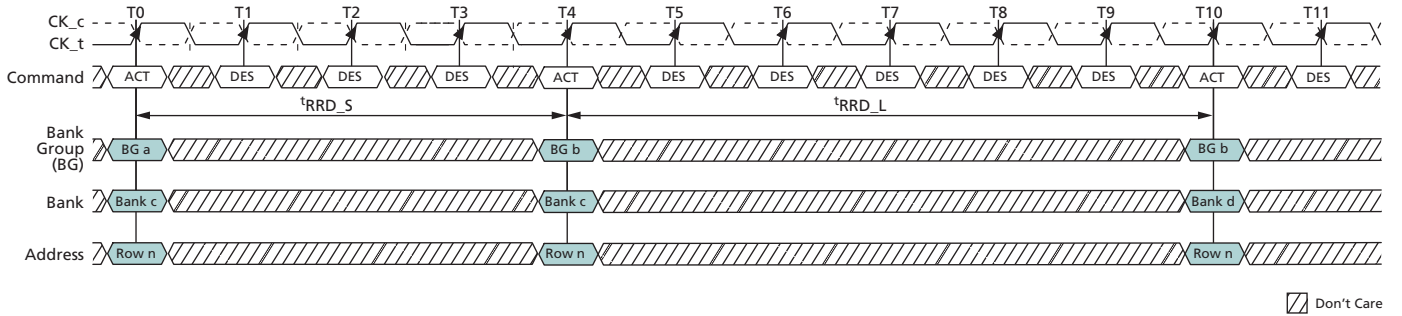 T0 T1 T2 T3 T4 T5 T6 T7 T8 T9 T10 T11
CK_c
CK_t
Command ACT DES DES DES ACT DES DES DES DES DES ACT DES
tRRD_S tRRD_L
Bank
Group
(BG)
BG a BG b BG b
Bank Bank c Bank c Bank d
Address Row n Row n Row n
Don't Care